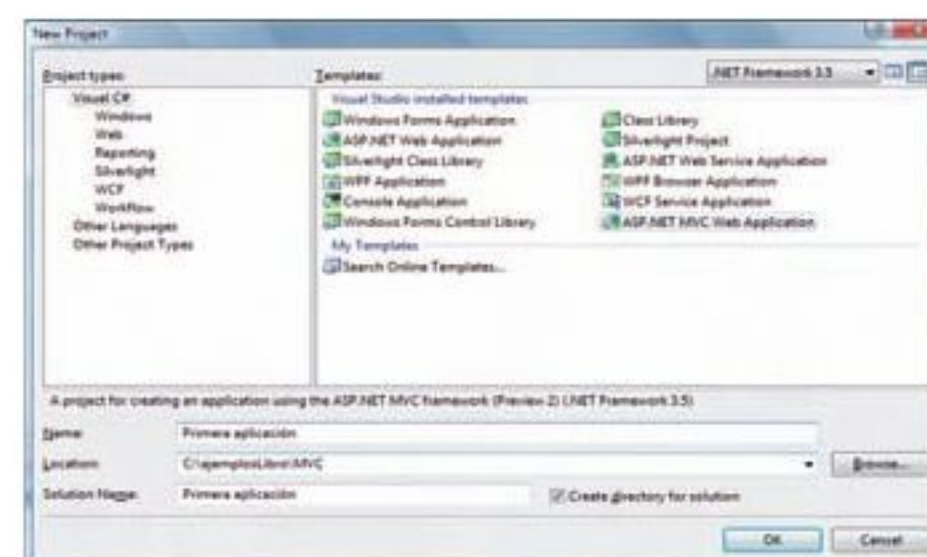 New Project
Project types:
Templates:
.NET Framework 3.5
Visual C#
Windows
Web
Reporting
Silverlight
WCF
Workflow
Other Languages
Other Project Types
Visual Studio installed templates
Windows Forms Application
ASP.NET Web Application
Silverlight Class Library
WPF Application
Console Application
Windows Forms Control Library
Class Library
Silverlight Project
ASP.NET Web Service Application
WPF Browser Application
WCF Service Application
ASP.NET MVC Web Application
My Templates
Search Online Templates...
A project for creating an application using the ASP.NET MVC framework (Preview 2) (.NET Framework 3.5)
Name:
Primera aplicación
Location:
C:\ejemplosLibro\MVC
Browse...
Solution Name:
Primera aplicación
Create directory for solution
OK
Cancel